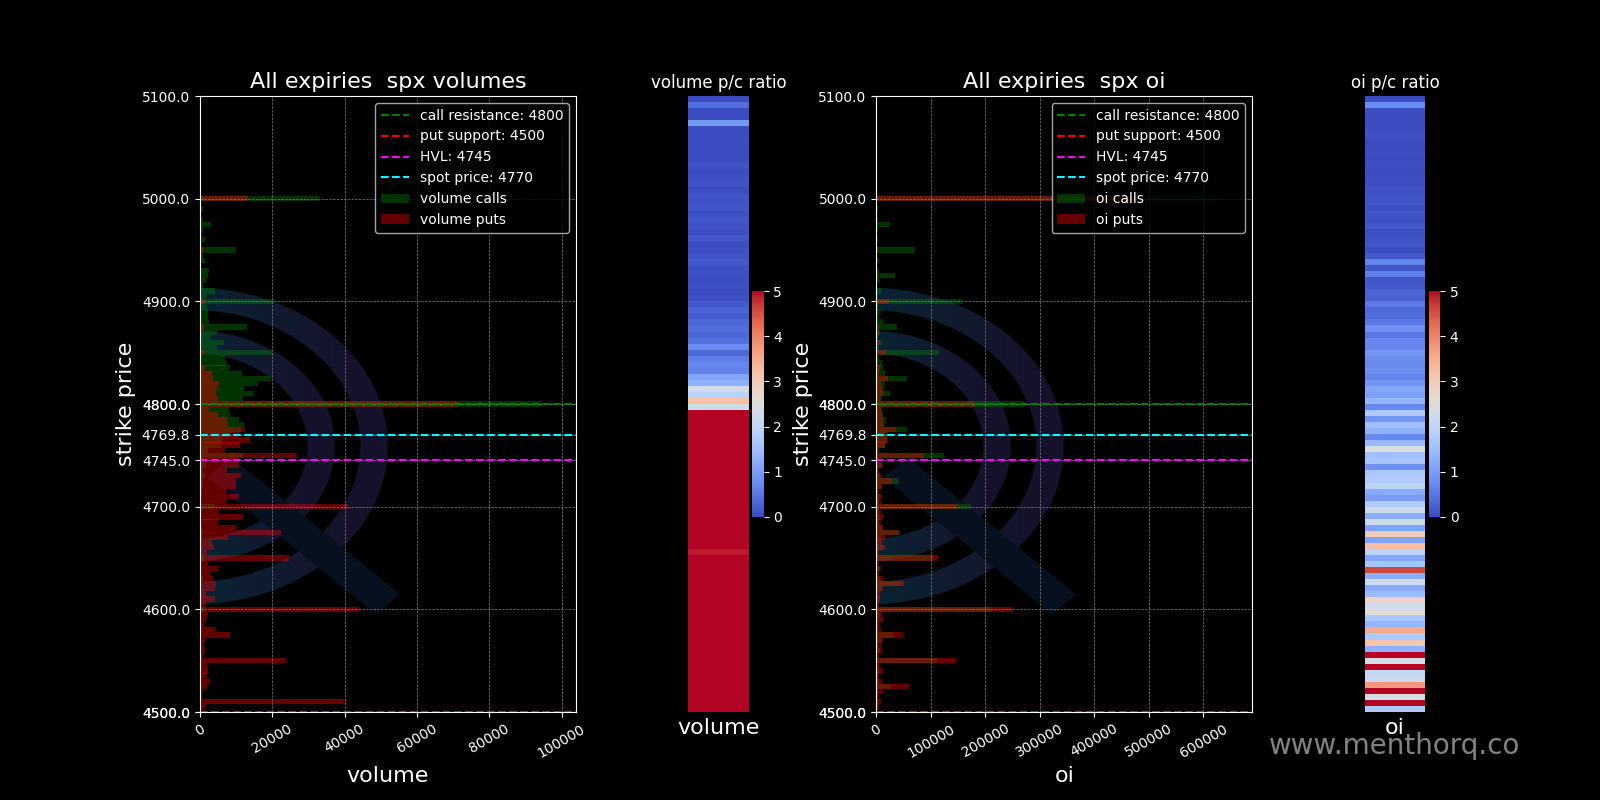 All expiries  spx volumes
volume p/c ratio
All expiries  spx oi
oi p/c ratio
call resistance: 4800
put support: 4500
HVL: 4745
spot price: 4770
volume calls
volume puts
5100.0
5000.0
4900.0
4800.0
4769.8
4745.0
4700.0
4600.0
4500.0
strike price
0
20000
40000
60000
80000
100000
volume
5
4
3
2
1
0
volume
call resistance: 4800
put support: 4500
HVL: 4745
spot price: 4770
oi calls
oi puts
5100.0
5000.0
4900.0
4800.0
4769.8
4745.0
4700.0
4600.0
4500.0
strike price
0
100000
200000
300000
400000
500000
600000
oi
5
4
3
2
1
0
oi
www.menthorq.co